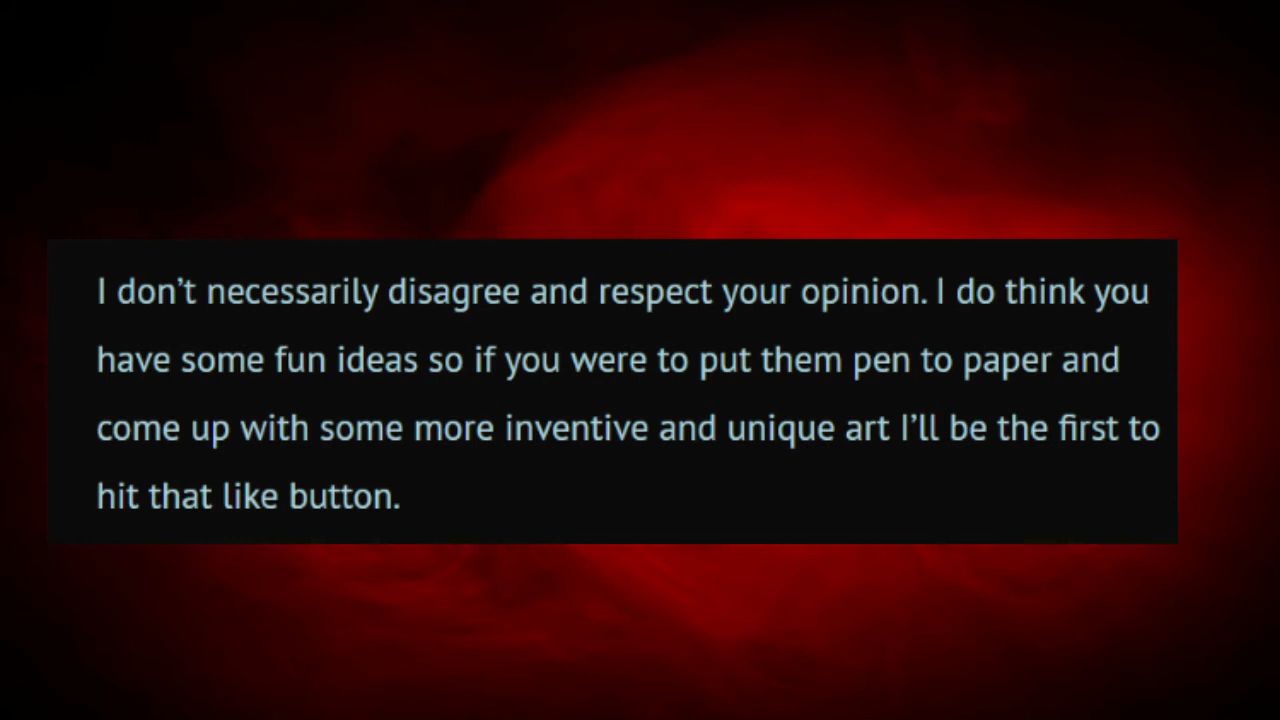 I don’t necessarily disagree and respect your opinion. I do think you
have some fun ideas so if you were to put them pen to paper and
come up with some more inventive and unique art I’ll be the first to
hit that like button.